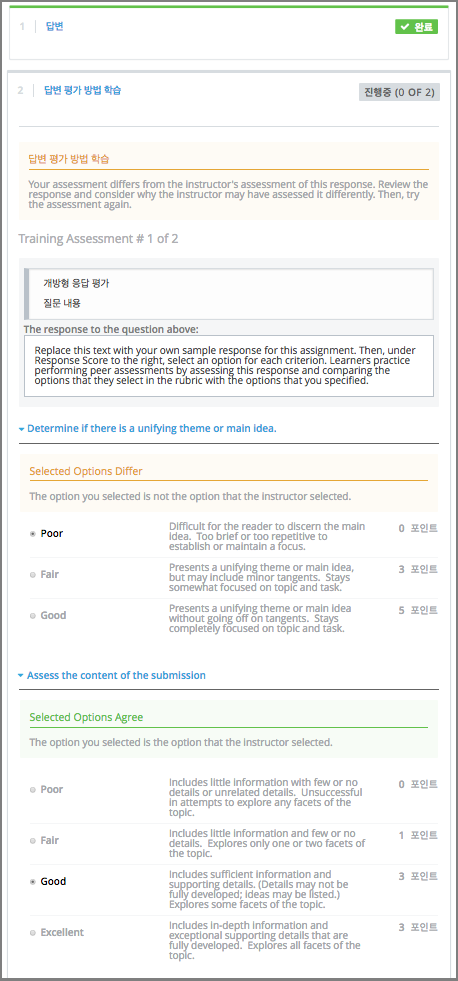 1 답변 ✔ 완료
2 답변 평가 방법 학습 진행중 (0 OF 2)
답변 평가 방법 학습
Your assessment differs from the instructor's assessment of this response. Review the
response and consider why the instructor may have assessed it differently. Then, try
the assessment again.
Training Assessment # 1 of 2
개방형 응답 평가
질문 내용
The response to the question above:
Replace this text with your own sample response for this assignment. Then, under
Response Score to the right, select an option for each criterion. Learners practice
performing peer assessments by assessing this response and comparing the
options that they select in the rubric with the options that you specified.
Determine if there is a unifying theme or main idea.
Selected Options Differ
The option you selected is not the option that the instructor selected.
Poor Difficult for the reader to discern the main 0 포인트
idea. Too brief or too repetitive to
establish or maintain a focus.
Fair Presents a unifying theme or main idea, 3 포인트
but may include minor tangents. Stays
somewhat focused on topic and task.
Good Presents a unifying theme or main idea 5 포인트
without going off on tangents. Stays
completely focused on topic and task.
Assess the content of the submission
Selected Options Agree
The option you selected is the option that the instructor selected.
Poor Includes little information with few or no 0 포인트
details or unrelated details. Unsuccessful
in attempts to explore any facets of the
topic.
Fair Includes little information and few or no 1 포인트
details. Explores only one or two facets of
the topic.
Good Includes sufficient information and 3 포인트
supporting details. (Details may not be
fully developed; ideas may be listed.)
Explores some facets of the topic.
Excellent Includes in-depth information and 3 포인트
exceptional supporting details that are
fully developed. Explores all facets of the
topic.